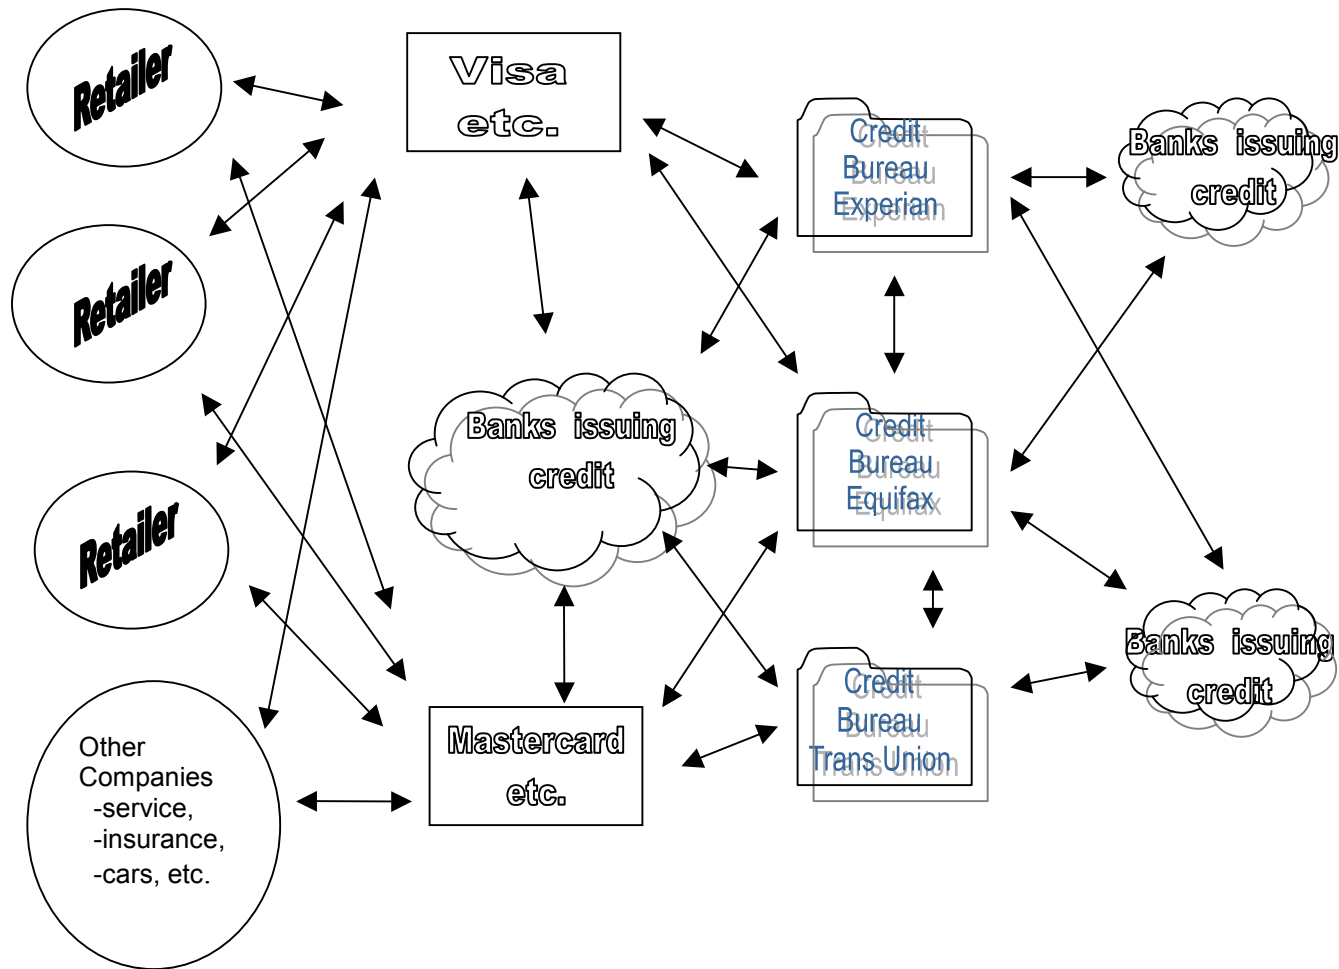 Retailer
Retailer
Retailer
Other
Companies
-service,
-insurance,
-cars, etc.
Visa
etc.
Banks issuing
credit
Mastercard
etc.
Credit
Bureau
Experian
Credit
Bureau
Equifax
Credit
Bureau
Trans Union
Banks issuing
credit
Banks issuing
credit